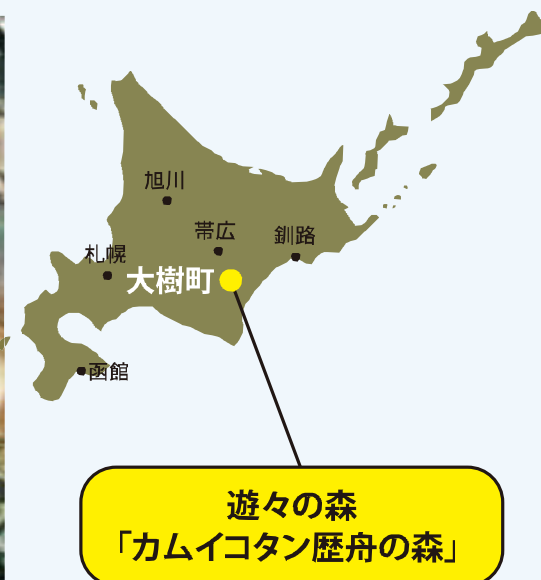 旭川
帯広
釧路
札幌
大樹町
函館
遊々の森
「カムイコタン歴舟の森」